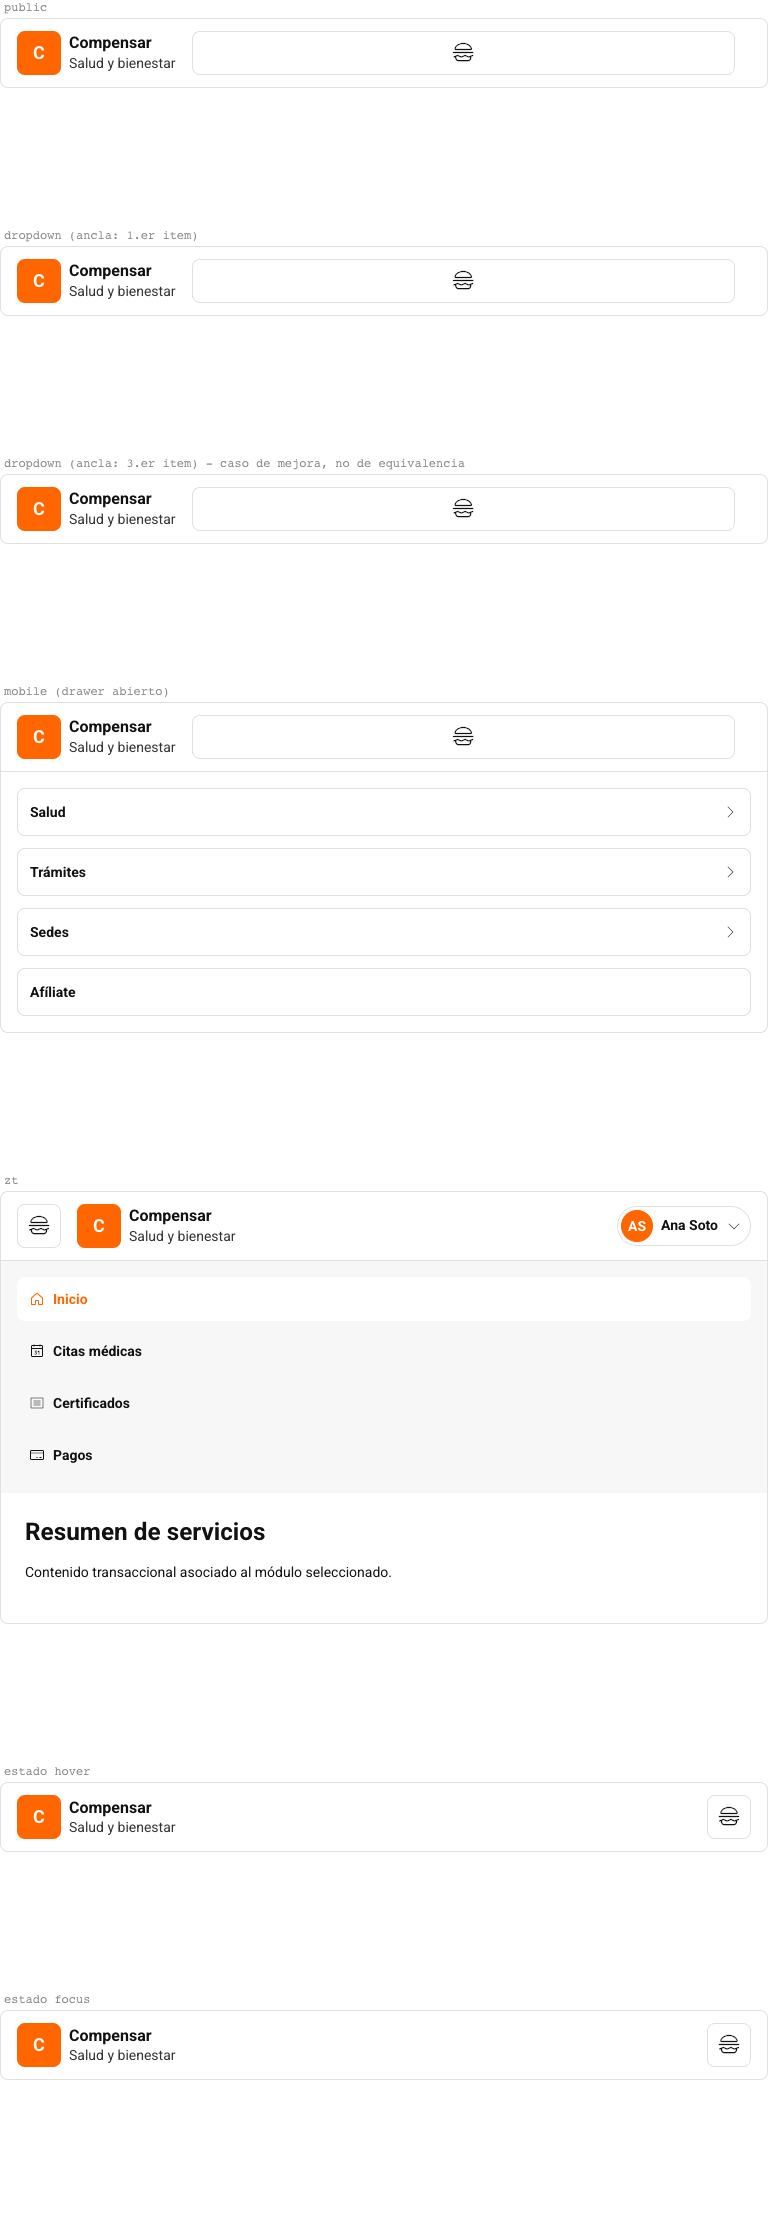 public
C
Compensar
Salud y bienestar
dropdown (ancla: 1.er item)
C
Compensar
Salud y bienestar
dropdown (ancla: 3.er item) - caso de mejora, no de equivalencia
C
Compensar
Salud y bienestar
mobile (drawer abierto)
C
Compensar
Salud y bienestar
Salud
Trámites
Sedes
Afíliate
zt
C
Compensar
Salud y bienestar
AS Ana Soto
Inicio
Citas médicas
Certificados
Pagos
Resumen de servicios
Contenido transaccional asociado al módulo seleccionado.
estado hover
C
Compensar
Salud y bienestar
estado focus
C
Compensar
Salud y bienestar